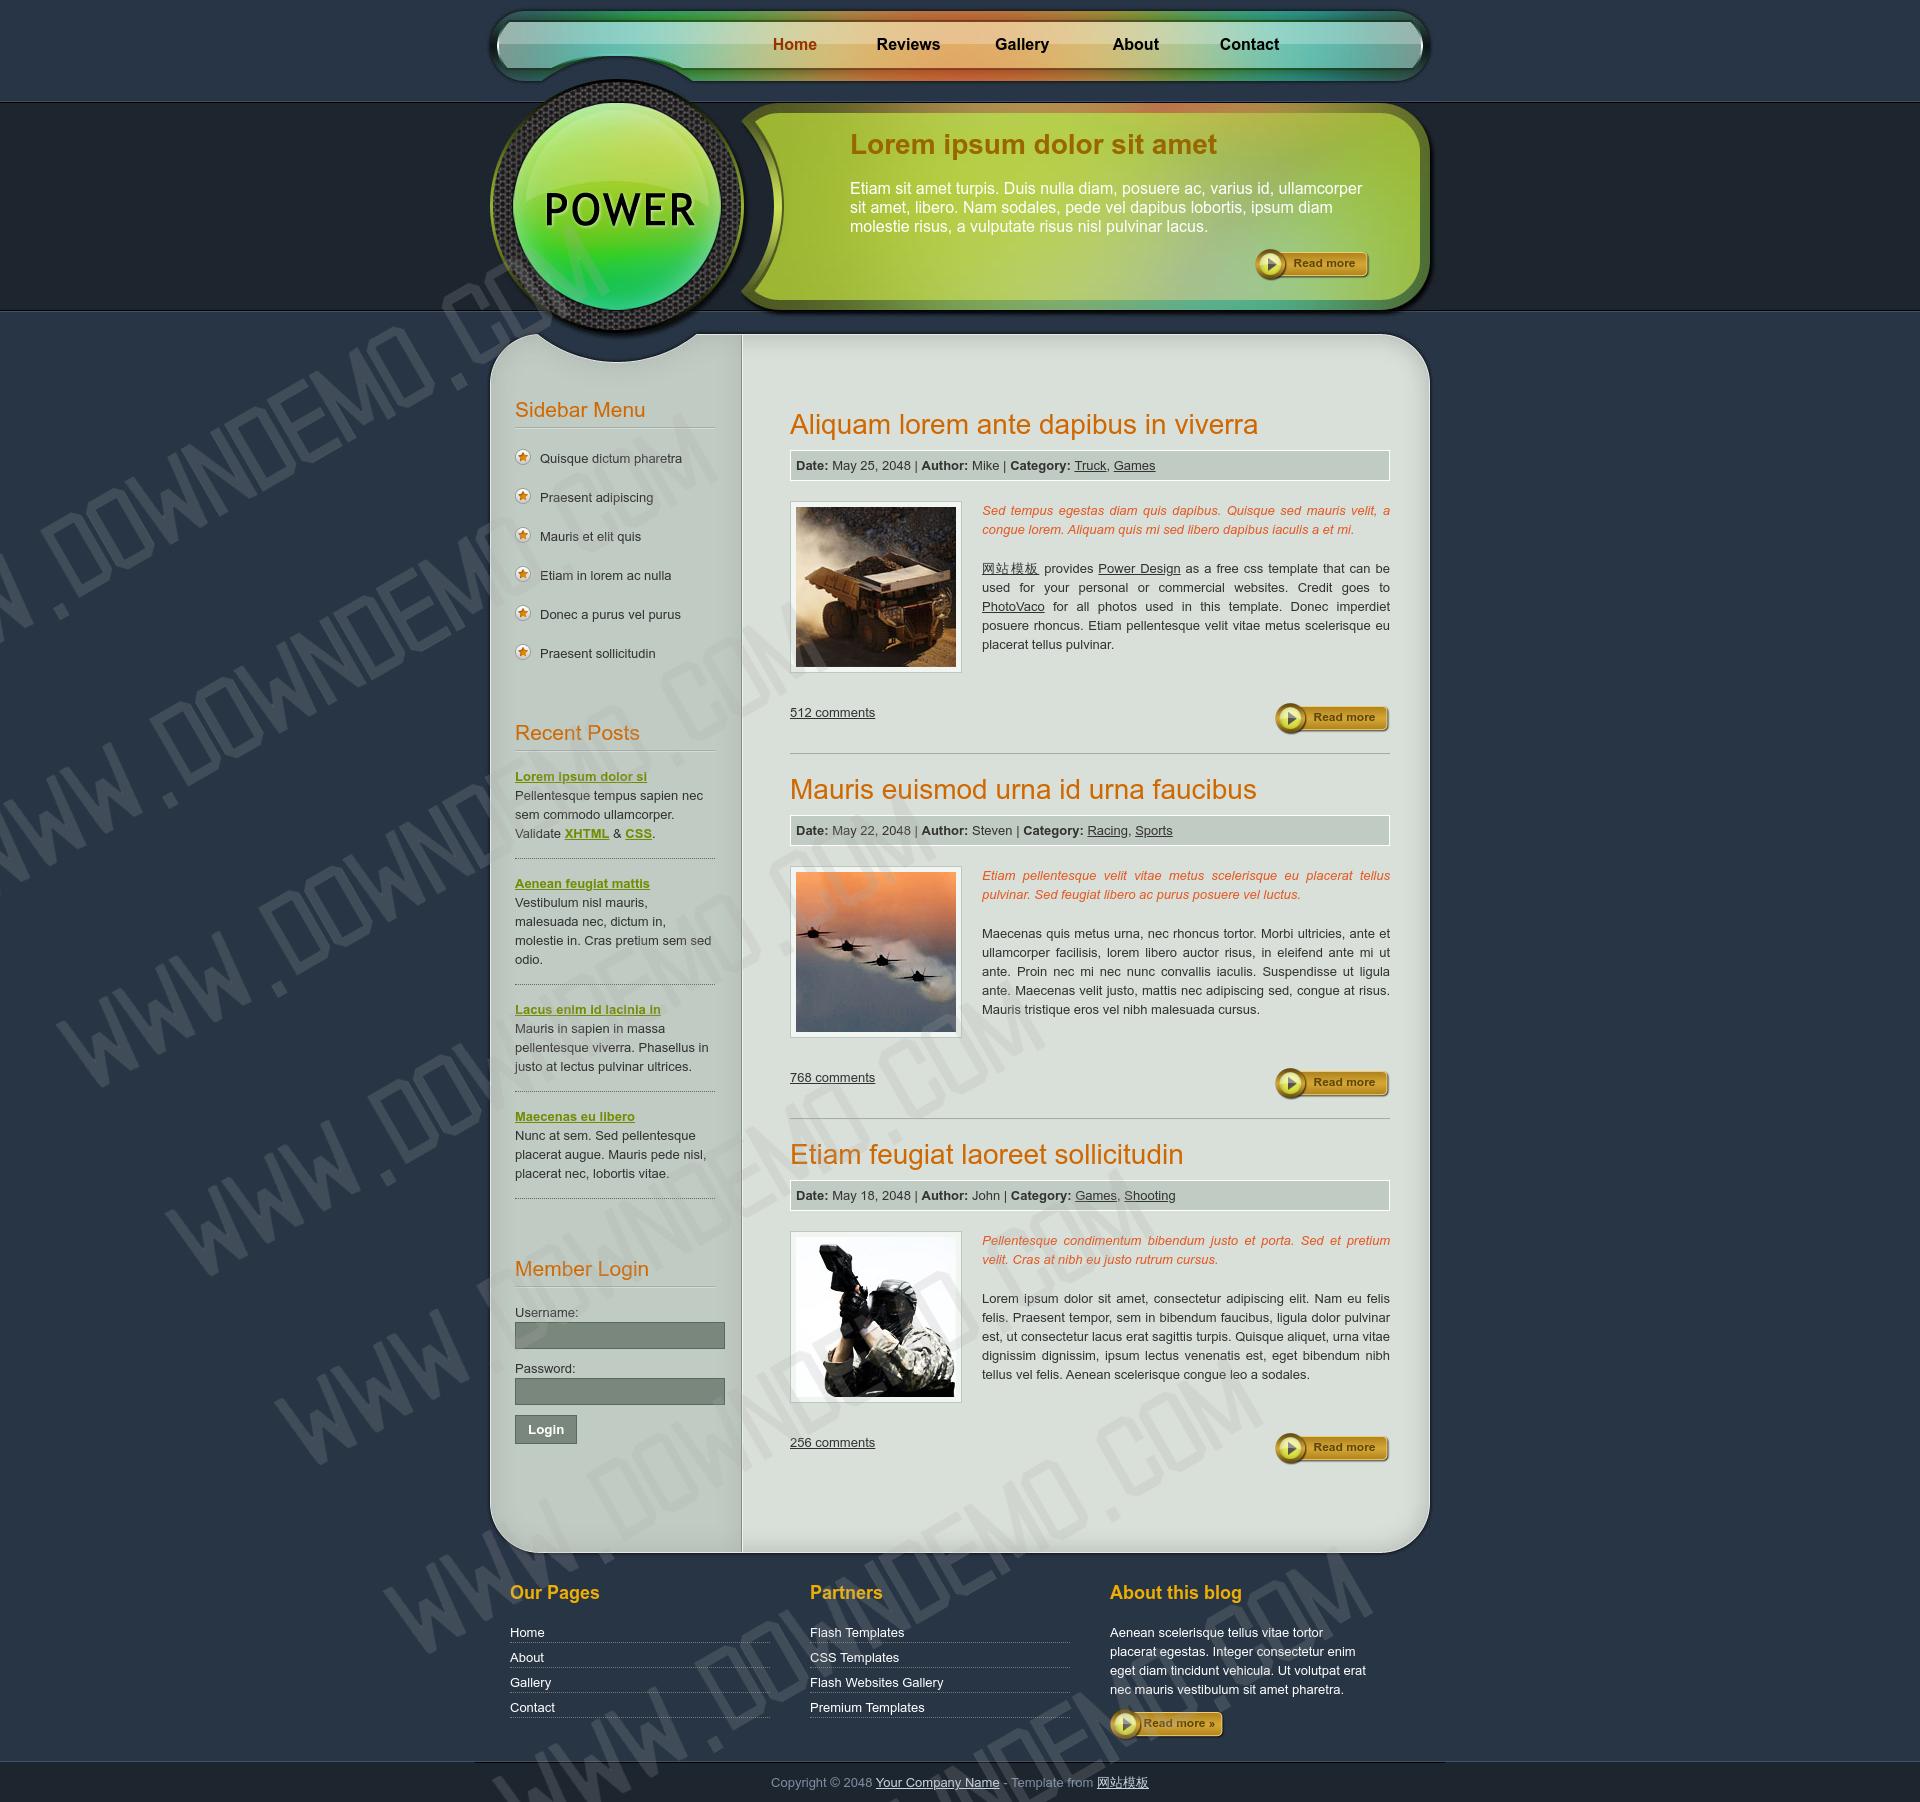 Home Reviews Gallery About Contact
POWER
Lorem ipsum dolor sit amet
Etiam sit amet turpis. Duis nulla diam, posuere ac, varius id, ullamcorper
sit amet, libero. Nam sodales, pede vel dapibus lobortis, ipsum diam
molestie risus, a vulputate risus nisl pulvinar lacus.
Read more
Sidebar Menu
Quisque dictum pharetra
Praesent adipiscing
Mauris et elit quis
Etiam in lorem ac nulla
Donec a purus vel purus
Praesent sollicitudin
Recent Posts
Lorem ipsum dolor si
Pellentesque tempus sapien nec
sem commodo ullamcorper.
Validate XHTML & CSS.
Aenean feugiat mattis
Vestibulum nisl mauris,
malesuada nec, dictum in,
molestie in. Cras pretium sem sed
odio.
Lacus enim id lacinia in
Mauris in sapien in massa
pellentesque viverra. Phasellus in
justo at lectus pulvinar ultrices.
Maecenas eu libero
Nunc at sem. Sed pellentesque
placerat augue. Mauris pede nisl,
placerat nec, lobortis vitae.
Member Login
Username:
Password:
Login
Aliquam lorem ante dapibus in viverra
Date: May 25, 2048 | Author: Mike | Category: Truck, Games
Sed tempus egestas diam quis dapibus. Quisque sed mauris velit, a
congue lorem. Aliquam quis mi sed libero dapibus iaculis a et mi.
网站模板 provides Power Design as a free css template that can be
used for your personal or commercial websites. Credit goes to
PhotoVaco for all photos used in this template. Donec imperdiet
posuere rhoncus. Etiam pellentesque velit vitae metus scelerisque eu
placerat tellus pulvinar.
512 comments
Read more
Mauris euismod urna id urna faucibus
Date: May 22, 2048 | Author: Steven | Category: Racing, Sports
Etiam pellentesque velit vitae metus scelerisque eu placerat tellus
pulvinar. Sed feugiat libero ac purus posuere vel luctus.
Maecenas quis metus urna, nec rhoncus tortor. Morbi ultricies, ante et
ullamcorper facilisis, lorem libero auctor risus, in eleifend ante mi ut
ante. Proin nec mi nec nunc convallis iaculis. Suspendisse ut ligula
ante. Maecenas velit justo, mattis nec adipiscing sed, congue at risus.
Mauris tristique eros vel nibh malesuada cursus.
768 comments
Read more
Etiam feugiat laoreet sollicitudin
Date: May 18, 2048 | Author: John | Category: Games, Shooting
Pellentesque condimentum bibendum justo et porta. Sed et pretium
velit. Cras at nibh eu justo rutrum cursus.
Lorem ipsum dolor sit amet, consectetur adipiscing elit. Nam eu felis
felis. Praesent tempor, sem in bibendum faucibus, ligula dolor pulvinar
est, ut consectetur lacus erat sagittis turpis. Quisque aliquet, urna vitae
dignissim dignissim, ipsum lectus venenatis est, eget bibendum nibh
tellus vel felis. Aenean scelerisque congue leo a sodales.
256 comments
Read more
Our Pages
Home
About
Gallery
Contact
Partners
Flash Templates
CSS Templates
Flash Websites Gallery
Premium Templates
About this blog
Aenean scelerisque tellus vitae tortor
placerat egestas. Integer consectetur enim
eget diam tincidunt vehicula. Ut volutpat erat
nec mauris vestibulum sit amet pharetra.
Read more »
Copyright © 2048 Your Company Name - Template from 网站模板
WWW.DOWNDEMO.COM
WWW.DOWNDEMO.COM
WWW.DOWNDEMO.COM
WWW.DOWNDEMO.COM
WWW.DOWNDEMO.COM
WWW.DOWNDEMO.COM
WWW.DOWNDEMO.COM